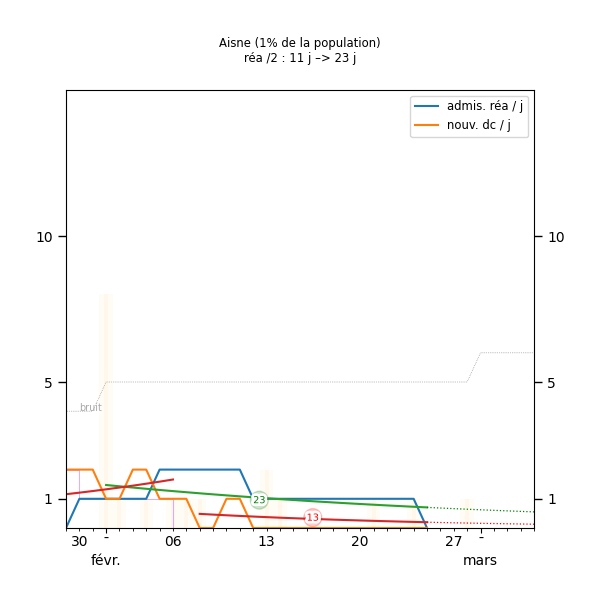 Aisne (1% de la population)
réa /2 : 11 j –> 23 j
admis. réa / j
nouv. dc / j
10 10
5 5
bruit
1 1
23
13
30 - 06 13 20 27 -
févr. mars